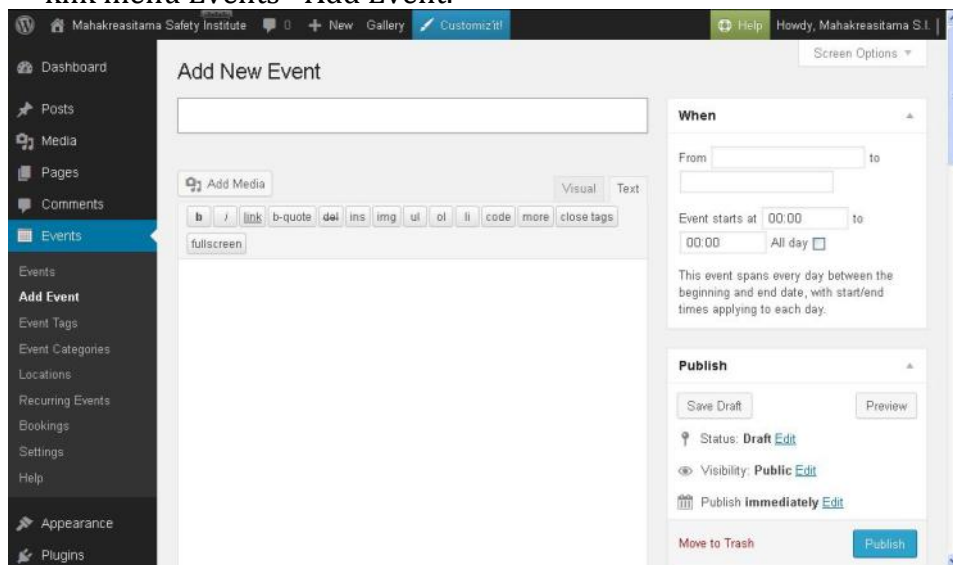 klik menu Events - Add Event.
Mahakreasitama Safety Institute 0 + New Gallery Customiz'it! Help Howdy, Mahakreasitama S.I.
Screen Options
Dashboard
Posts
Media
Pages
Comments
Events
Events
Add Event
Event Tags
Event Categories
Locations
Recurring Events
Bookings
Settings
Help
Appearance
Plugins
Add New Event
Add Media
Visual Text
b i link b-quote del ins img ul ol li code more close tags
fullscreen
When
From to
Event starts at 00:00 to
00:00 All day
This event spans every day between the
beginning and end date, with start/end
times applying to each day.
Publish
Save Draft Preview
Status: Draft Edit
Visibility: Public Edit
Publish immediately Edit
Move to Trash Publish